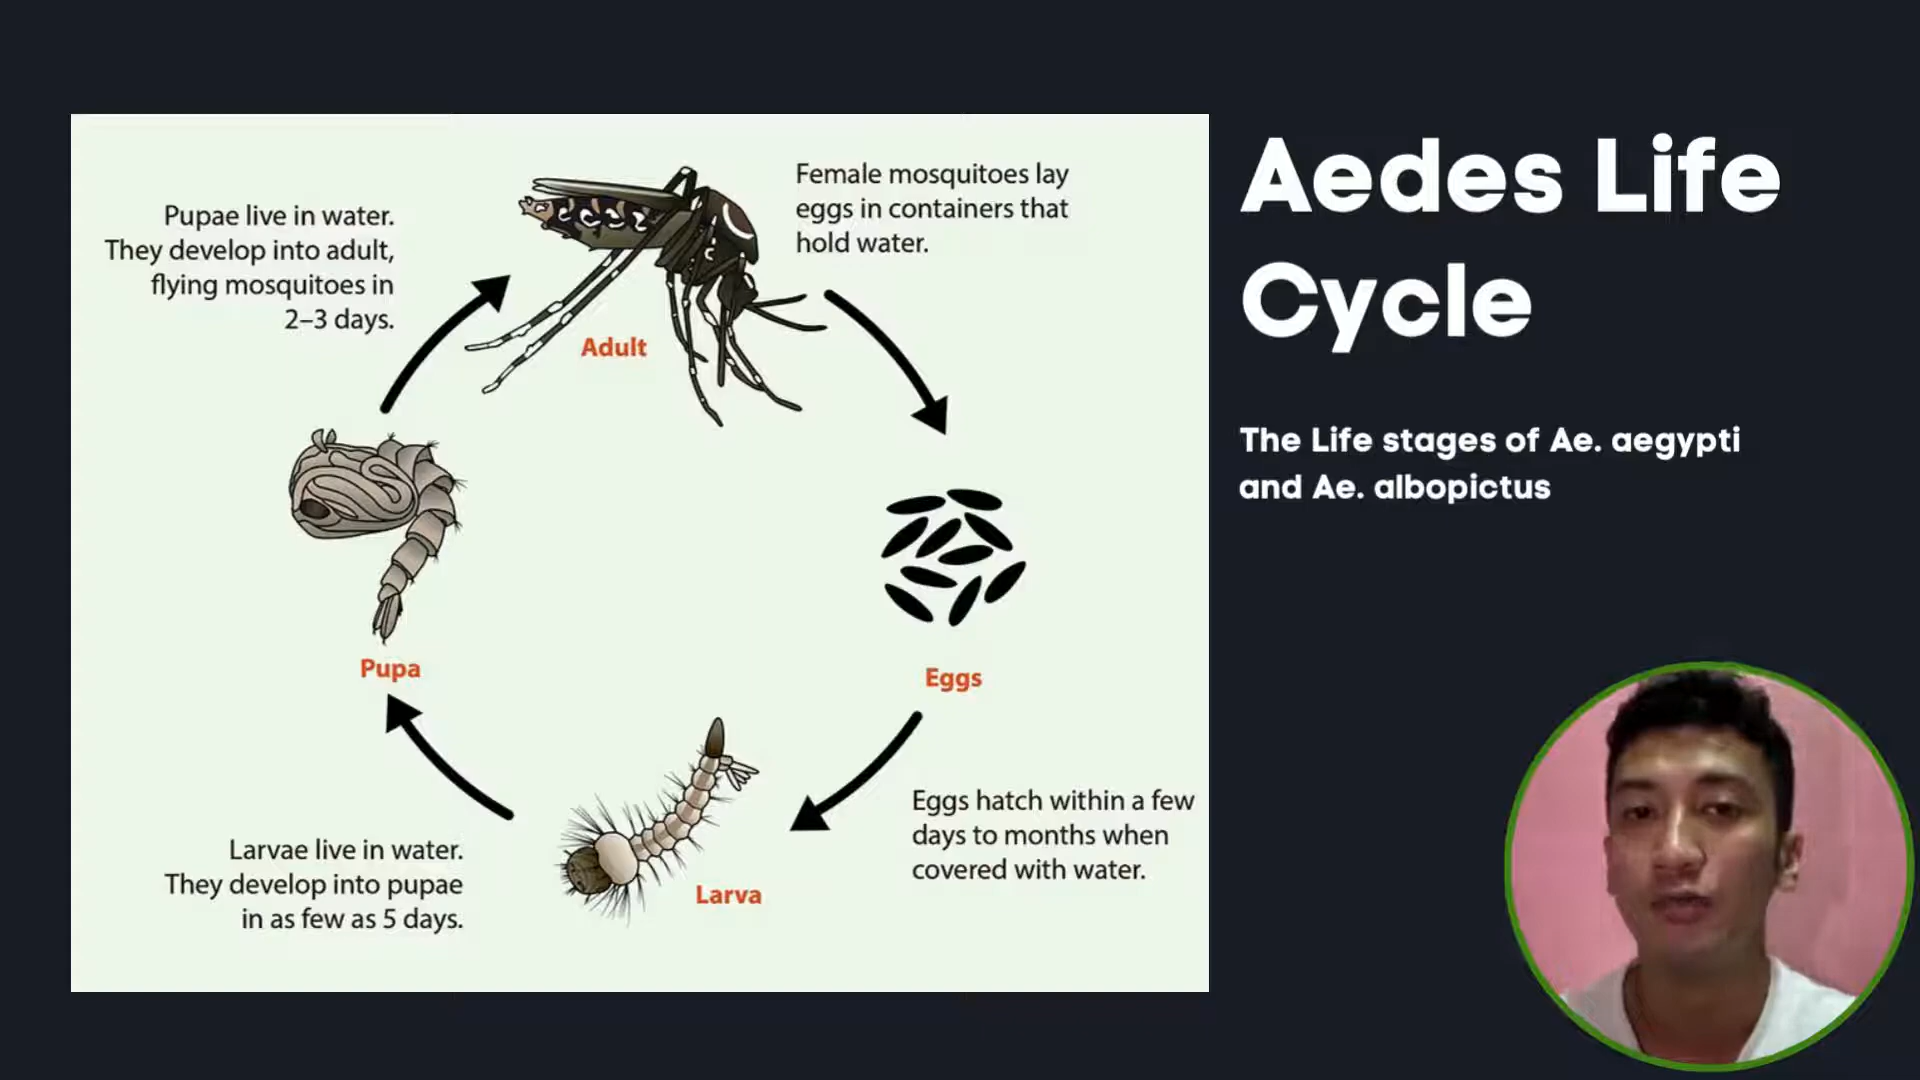 Aedes Life
Cycle
The Life stages of Ae. aegypti
and Ae. albopictus
Female mosquitoes lay
eggs in containers that
hold water.
Adult
Eggs
Eggs hatch within a few
days to months when
covered with water.
Larva
Larvae live in water.
They develop into pupae
in as few as 5 days.
Pupa
Pupae live in water.
They develop into adult,
flying mosquitoes in
2–3 days.